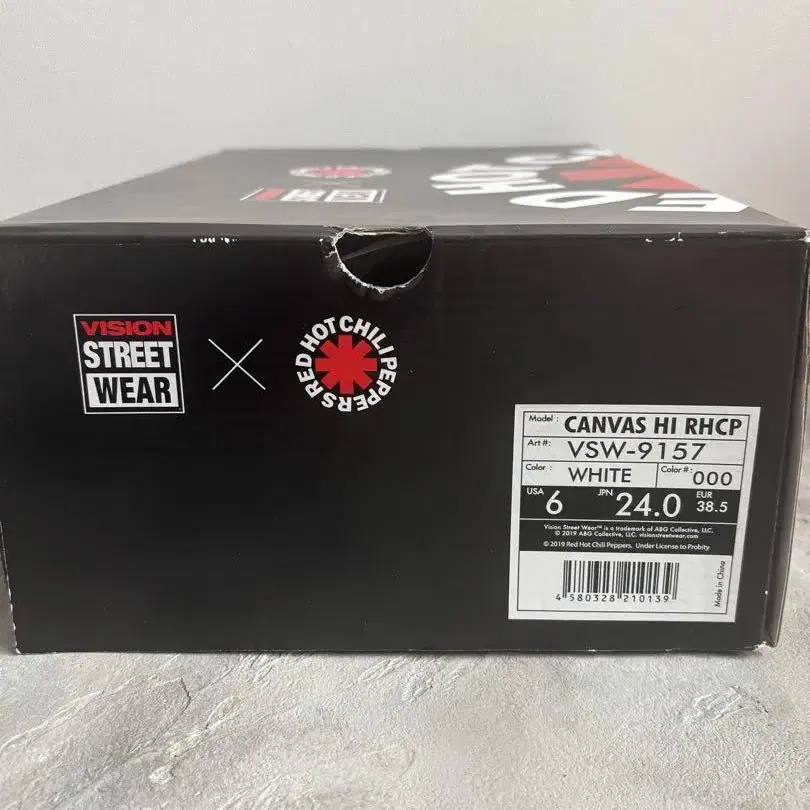 ED
HOT
VISION
STREET
WEAR
RED HOT CHILI PEPPERS
Model : CANVAS HI RHCP
Art #: VSW-9157
Color : WHITE Color #: 000
USA 6 JPN 24.0 EUR 38.5
Vision Street Wear™ is a trademark of ABG Collective, LLC.
© 2019 ABG Collective, LLC. visionstreetwear.com
© 2019 Red Hot Chili Peppers. Under License to Probity
4 580328 210139
Made in China